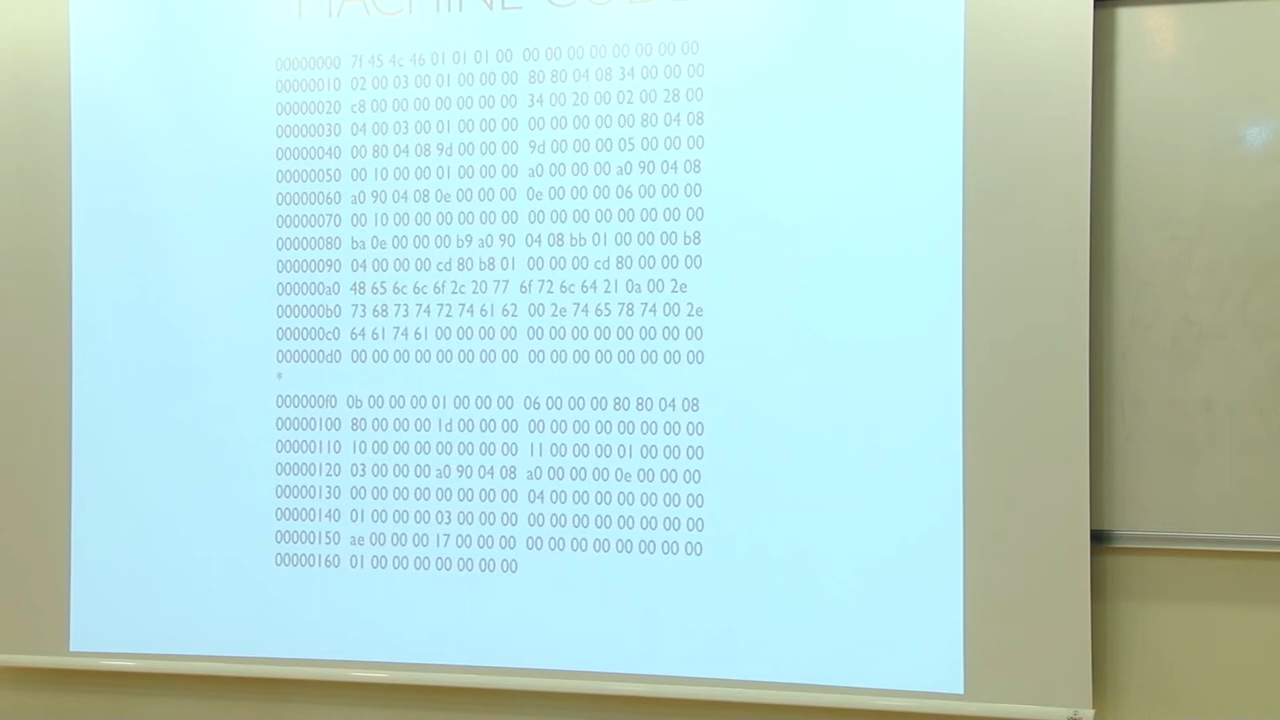 MACHINE CODE
00000000 7f 45 4c 46 01 01 01 00 00 00 00 00 00 00 00 00
00000010 02 00 03 00 01 00 00 00 80 80 04 08 34 00 00 00
00000020 c8 00 00 00 00 00 00 00 34 00 20 00 02 00 28 00
00000030 04 00 03 00 01 00 00 00 00 00 00 00 00 80 04 08
00000040 00 80 04 08 9d 00 00 00 9d 00 00 00 05 00 00 00
00000050 00 10 00 00 01 00 00 00 a0 00 00 00 a0 90 04 08
00000060 a0 90 04 08 0e 00 00 00 0e 00 00 00 06 00 00 00
00000070 00 10 00 00 00 00 00 00 00 00 00 00 00 00 00 00
00000080 ba 0e 00 00 00 b9 a0 90 04 08 bb 01 00 00 00 b8
00000090 04 00 00 00 cd 80 b8 01 00 00 00 cd 80 00 00 00
000000a0 48 65 6c 6c 6f 2c 20 77 6f 72 6c 64 21 0a 00 2e
000000b0 73 68 73 74 72 74 61 62 00 2e 74 65 78 74 00 2e
000000c0 64 61 74 61 00 00 00 00 00 00 00 00 00 00 00 00
000000d0 00 00 00 00 00 00 00 00 00 00 00 00 00 00 00 00
*
000000f0 0b 00 00 00 01 00 00 00 06 00 00 00 80 80 04 08
00000100 80 00 00 00 1d 00 00 00 00 00 00 00 00 00 00 00
00000110 10 00 00 00 00 00 00 00 11 00 00 00 01 00 00 00
00000120 03 00 00 00 a0 90 04 08 a0 00 00 00 0e 00 00 00
00000130 00 00 00 00 00 00 00 00 04 00 00 00 00 00 00 00
00000140 01 00 00 00 03 00 00 00 00 00 00 00 00 00 00 00
00000150 ae 00 00 00 17 00 00 00 00 00 00 00 00 00 00 00
00000160 01 00 00 00 00 00 00 00